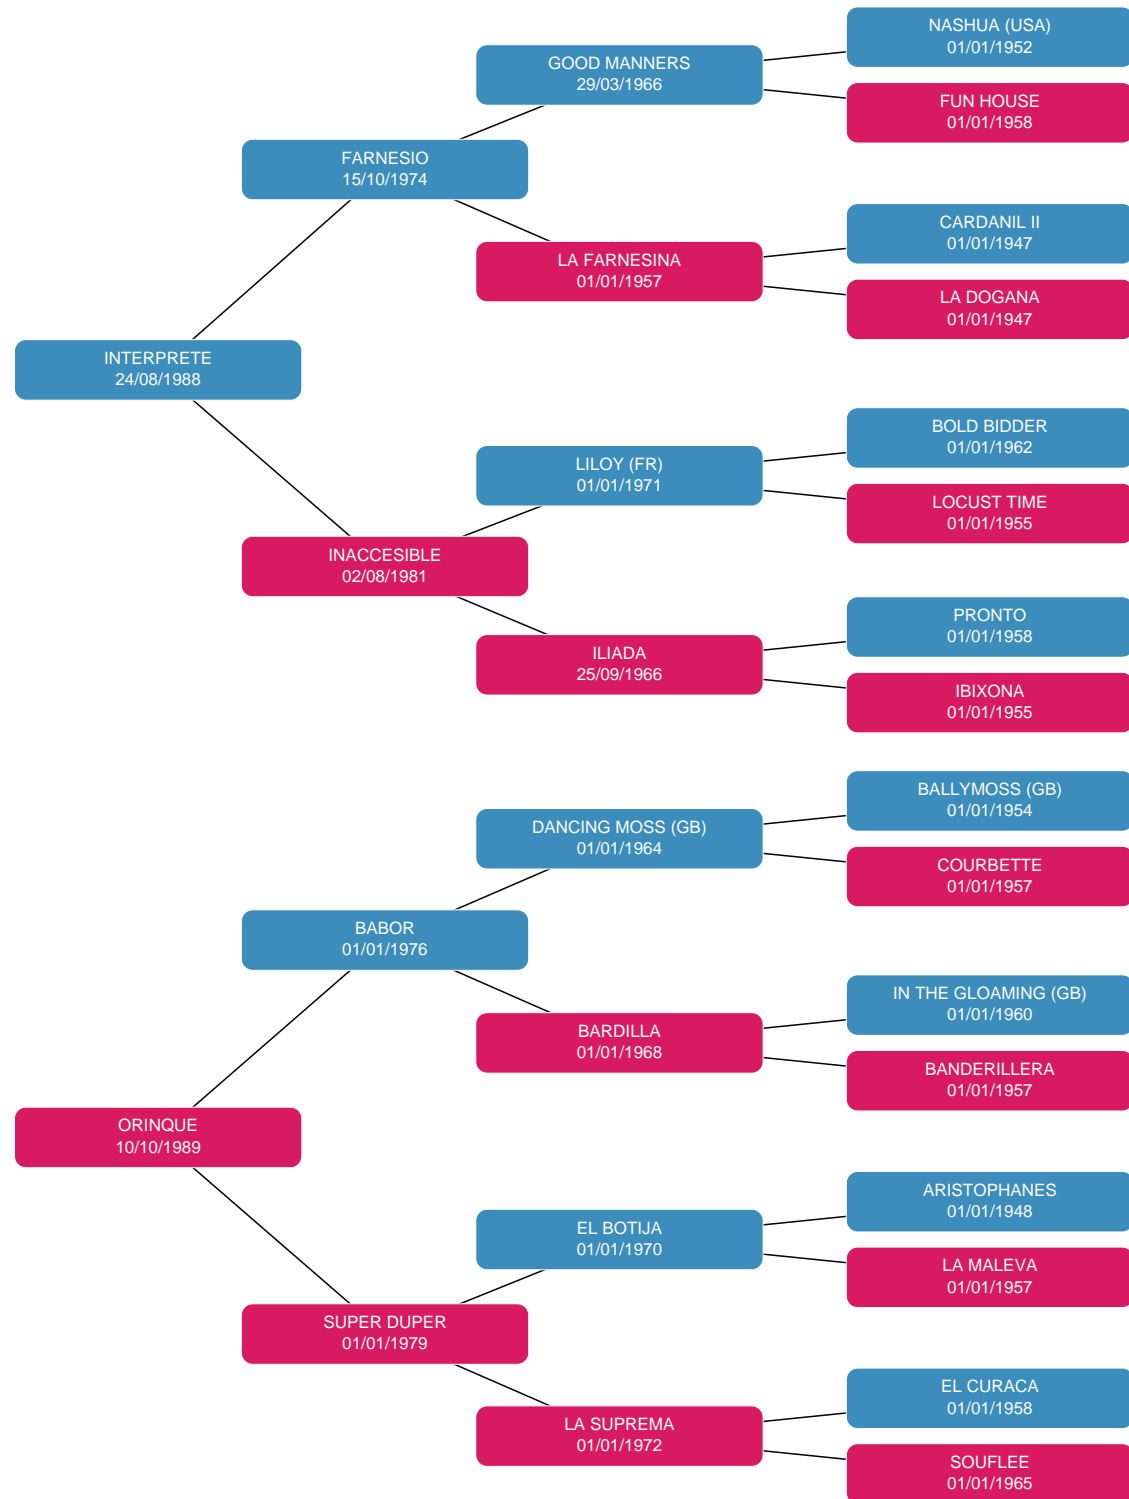 NASHUA (USA)
01/01/1952
GOOD MANNERS
29/03/1966
FUN HOUSE
01/01/1958
FARNESIO
15/10/1974
CARDANIL II
01/01/1947
LA FARNESINA
01/01/1957
LA DOGANA
01/01/1947
INTERPRETE
24/08/1988
BOLD BIDDER
01/01/1962
LILOY (FR)
01/01/1971
LOCUST TIME
01/01/1955
INACCESIBLE
02/08/1981
PRONTO
01/01/1958
ILIADA
25/09/1966
IBIXONA
01/01/1955
BALLYMOSS (GB)
01/01/1954
DANCING MOSS (GB)
01/01/1964
COURBETTE
01/01/1957
BABOR
01/01/1976
IN THE GLOAMING (GB)
01/01/1960
BARDILLA
01/01/1968
BANDERILLERA
01/01/1957
ORINQUE
10/10/1989
ARISTOPHANES
01/01/1948
EL BOTIJA
01/01/1970
LA MALEVA
01/01/1957
SUPER DUPER
01/01/1979
EL CURACA
01/01/1958
LA SUPREMA
01/01/1972
SOUFLEE
01/01/1965